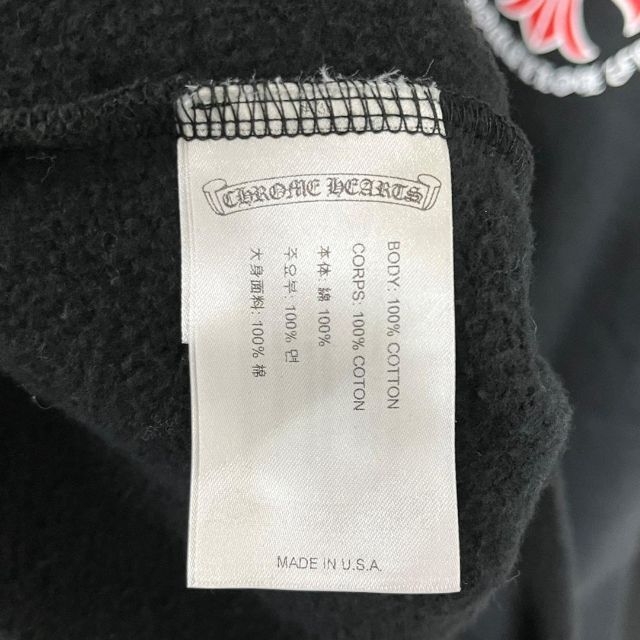 CHROME HEARTS
BODY: 100% COTTON
CORPS: 100% COTON
本体 綿 100%
주요부: 100% 면
大身面料: 100% 棉
MADE IN U.S.A.